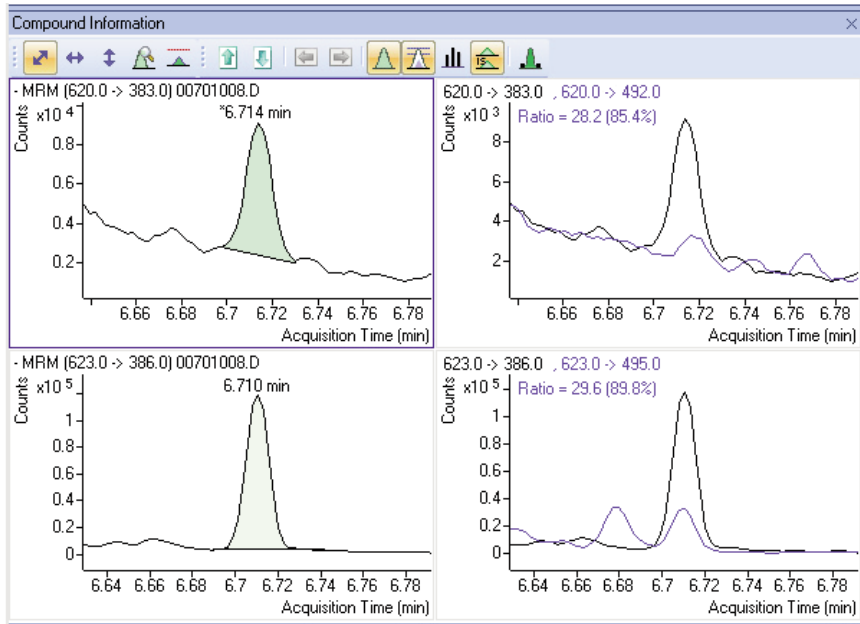 Compound Information
IS
- MRM (620.0 -> 383.0) 00701008.D
Counts
x10 4
*6.714 min
0.8
0.6
0.4
0.2
6.66 6.68 6.7 6.72 6.74 6.76 6.78
Acquisition Time (min)
620.0 -> 383.0 , 620.0 -> 492.0
Counts
x10 3
Ratio = 28.2 (85.4%)
8
6
4
2
6.66 6.68 6.7 6.72 6.74 6.76 6.78
Acquisition Time (min)
- MRM (623.0 -> 386.0) 00701008.D
Counts
x10 5
6.710 min
1
0.8
0.6
0.4
0.2
0
6.64 6.66 6.68 6.7 6.72 6.74 6.76 6.78
Acquisition Time (min)
623.0 -> 386.0 , 623.0 -> 495.0
Counts
x10 5
Ratio = 29.6 (89.8%)
1
0.8
0.6
0.4
0.2
0
6.64 6.66 6.68 6.7 6.72 6.74 6.76 6.78
Acquisition Time (min)